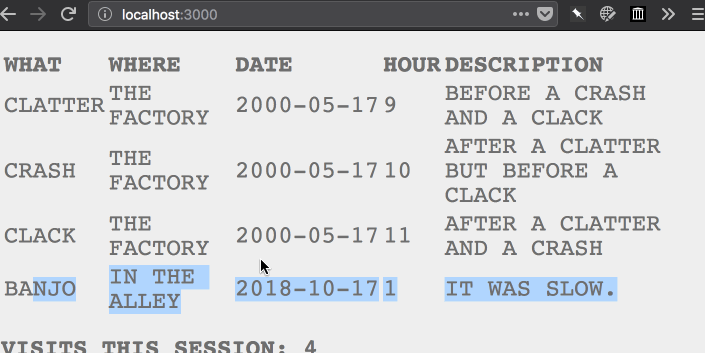 localhost:3000
WHAT WHERE DATE HOUR DESCRIPTION
CLATTER THE FACTORY 2000-05-17 9 BEFORE A CRASH AND A CLACK
CRASH THE FACTORY 2000-05-17 10 AFTER A CLATTER BUT BEFORE A CLACK
CLACK THE FACTORY 2000-05-17 11 AFTER A CLATTER AND A CRASH
BANJO IN THE ALLEY 2018-10-17 1 IT WAS SLOW.
VISITS THIS SESSION: 4